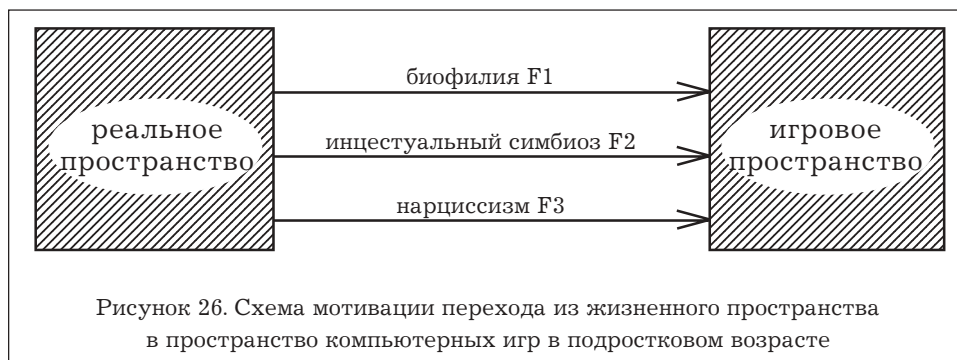 биофилия F1
реальное
пространство
инцестуальный симбиоз F2
игровое
пространство
нарциссизм F3
Рисунок 26. Схема мотивации перехода из жизненного пространства
в пространство компьютерных игр в подростковом возрасте